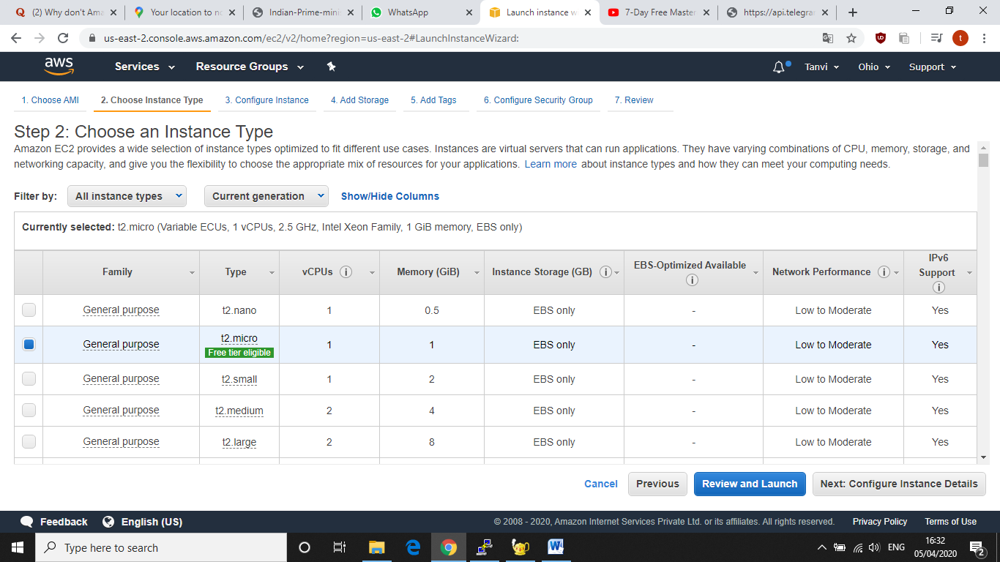 (2) Why don't Ama
Your location to no
Indian-Prime-minis
WhatsApp
Launch instance w
7-Day Free Master
https://api.telegra
us-east-2.console.aws.amazon.com/ec2/v2/home?region=us-east-2#LaunchInstanceWizard:
t
aws Services Resource Groups Tanvi Ohio Support
1. Choose AMI 2. Choose Instance Type 3. Configure Instance 4. Add Storage 5. Add Tags 6. Configure Security Group 7. Review
Step 2: Choose an Instance Type
Amazon EC2 provides a wide selection of instance types optimized to fit different use cases. Instances are virtual servers that can run applications. They have varying combinations of CPU, memory, storage, and
networking capacity, and give you the flexibility to choose the appropriate mix of resources for your applications. Learn more about instance types and how they can meet your computing needs.
Filter by: All instance types Current generation Show/Hide Columns
Currently selected: t2.micro (Variable ECUs, 1 vCPUs, 2.5 GHz, Intel Xeon Family, 1 GiB memory, EBS only)
Family Type vCPUs Memory (GiB) Instance Storage (GB) EBS-Optimized Available Network Performance IPv6 Support
General purpose t2.nano 1 0.5 EBS only - Low to Moderate Yes
General purpose t2.micro Free tier eligible 1 1 EBS only - Low to Moderate Yes
General purpose t2.small 1 2 EBS only - Low to Moderate Yes
General purpose t2.medium 2 4 EBS only - Low to Moderate Yes
General purpose t2.large 2 8 EBS only - Low to Moderate Yes
Cancel Previous Review and Launch Next: Configure Instance Details
Feedback English (US) © 2008 - 2020, Amazon Internet Services Private Ltd. or its affiliates. All rights reserved. Privacy Policy Terms of Use
Type here to search
ENG
16:32
05/04/2020
2